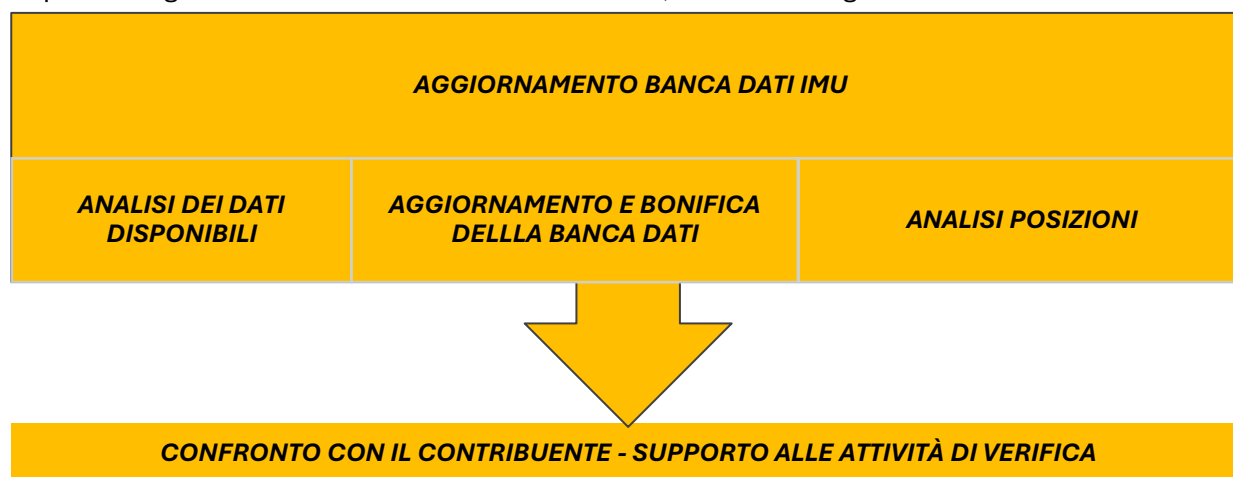 AGGIORNAMENTO BANCA DATI IMU
ANALISI DEI DATI
DISPONIBILI
AGGIORNAMENTO E BONIFICA
DELLLA BANCA DATI
ANALISI POSIZIONI
CONFRONTO CON IL CONTRIBUENTE - SUPPORTO ALLE ATTIVITÀ DI VERIFICA